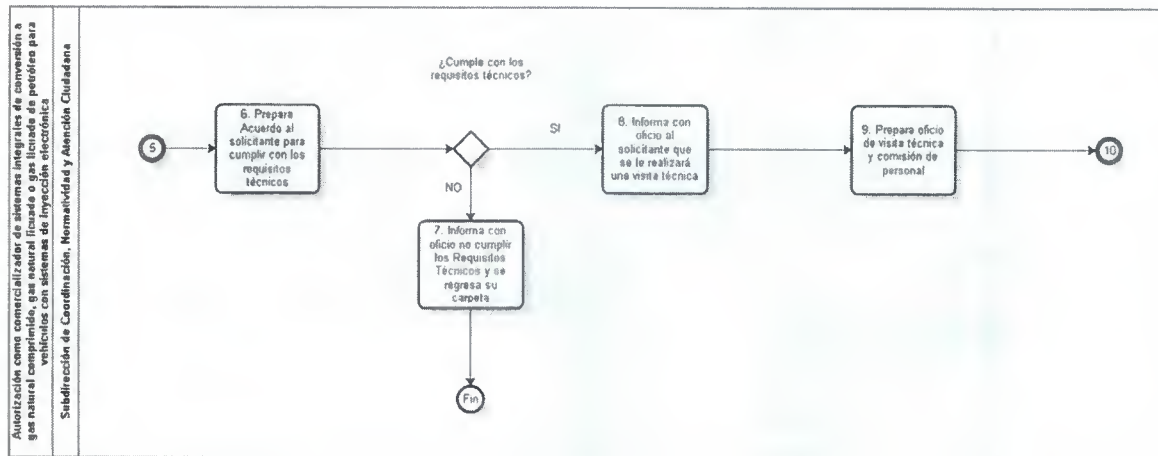 Autorización como comercializador de sistemas integrales de conversión a
gas natural comprimido, gas natural licuado o gas licuado de petróleo para
vehículos con sistemas de inyección electrónica
Subdirección de Coordinación, Normatividad y Atención Ciudadana
5
6. Prepara
Acuerdo al
solicitante para
cumplir con los
requisitos
técnicos
¿Cumple con los
requisitos técnicos?
SI
NO
7. Informa con
oficio no cumplir
los Requisitos
Técnicos y se
regresa su
carpeta
Fin
8. Informa con
oficio al
solicitante que
se le realizará
una visita técnica
9. Prepara oficio
de visita técnica
y comisión de
personal
10